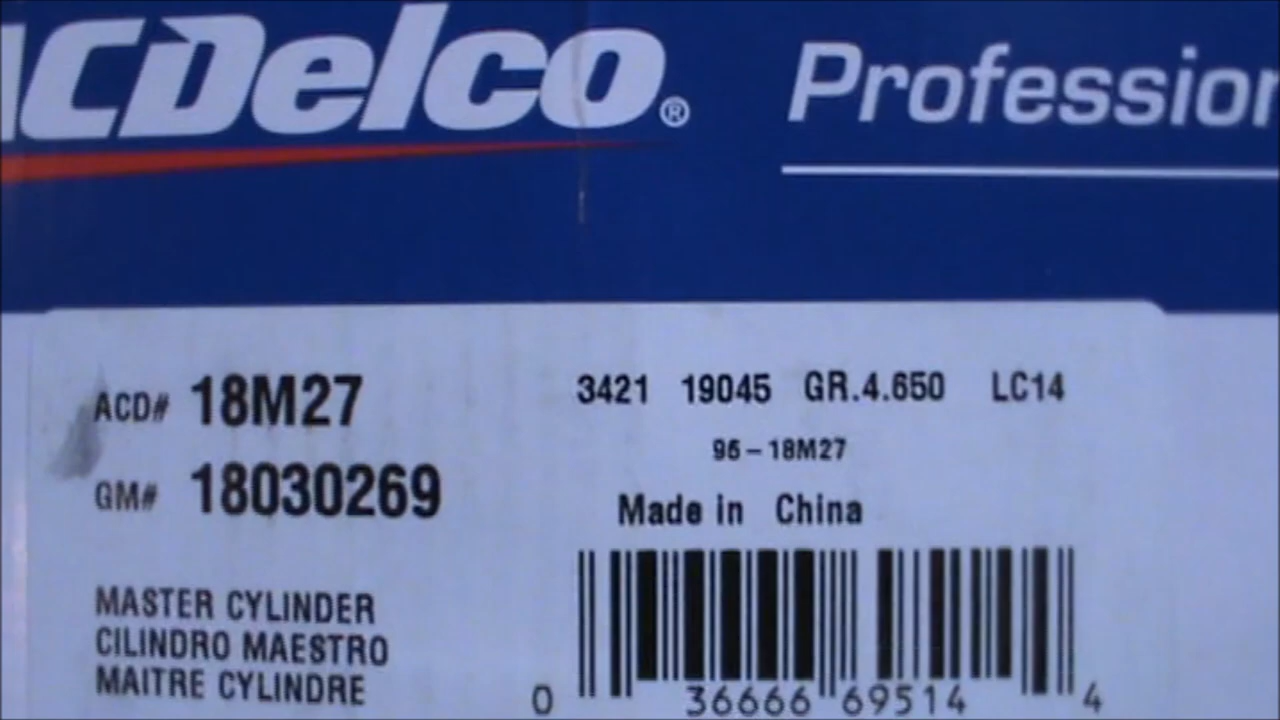 ACDelco® Profession
ACD# 18M27 3421 19045 GR.4.650 LC14
96-18M27
GM# 18030269
Made in China
MASTER CYLINDER
CILINDRO MAESTRO
MAITRE CYLINDRE
0 36666 69514 4